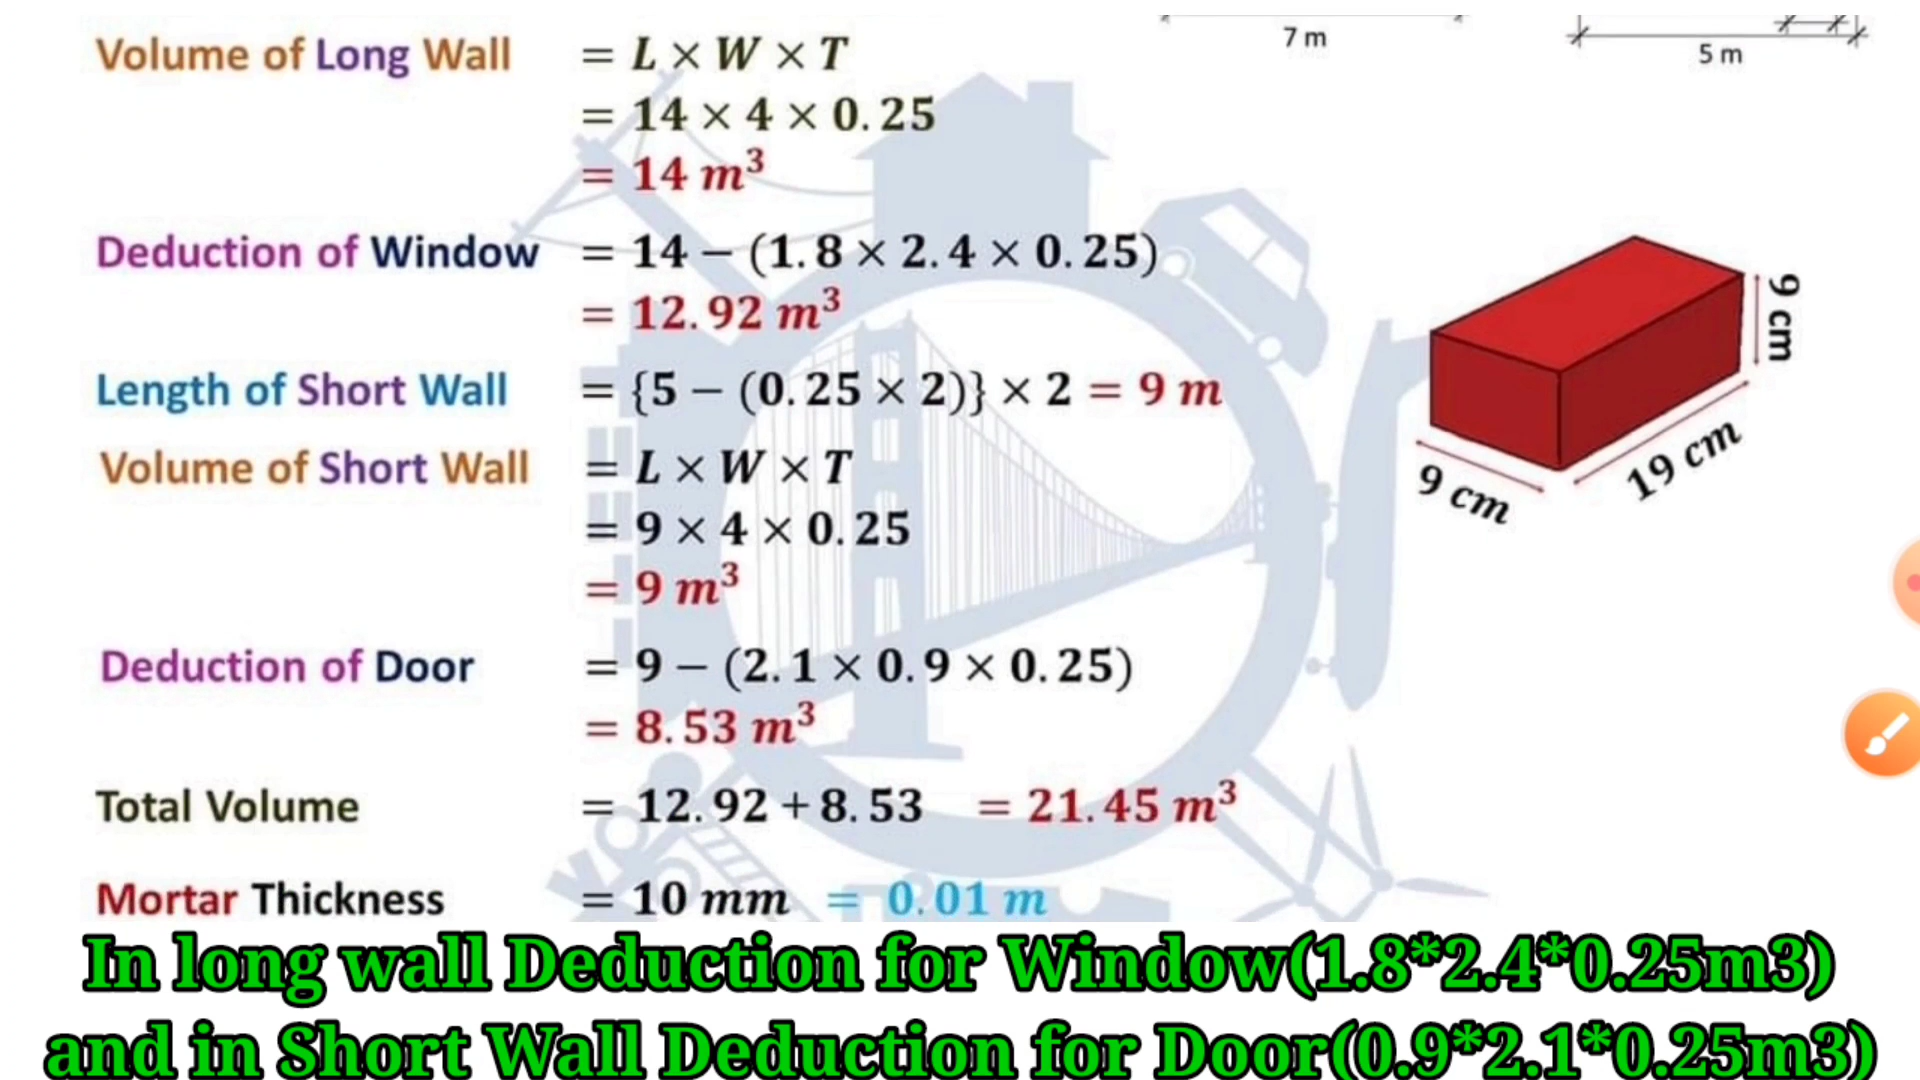 7 m
5 m
Volume of Long Wall = L × W × T
= 14 × 4 × 0.25
= 14 m³
Deduction of Window = 14 − (1.8 × 2.4 × 0.25)
= 12.92 m³
Length of Short Wall = {5 − (0.25 × 2)} × 2 = 9 m
Volume of Short Wall = L × W × T
= 9 × 4 × 0.25
= 9 m³
Deduction of Door = 9 − (2.1 × 0.9 × 0.25)
= 8.53 m³
Total Volume = 12.92 + 8.53 = 21.45 m³
Mortar Thickness = 10 mm = 0.01 m
9 cm
9 cm
19 cm
In long wall Deduction for Window(1.8*2.4*0.25m3)
and in Short Wall Deduction for Door(0.9*2.1*0.25m3)